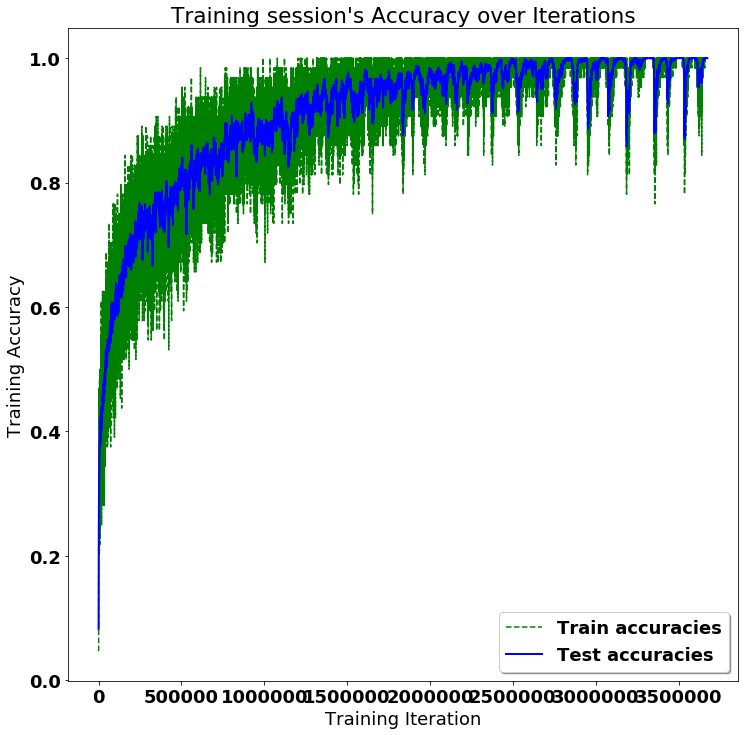 Training session's Accuracy over Iterations
1.0
0.8
0.6
0.4
0.2
0.0
Training Accuracy
Train accuracies
Test accuracies
0 500000 1000000 1500000 2000000 2500000 3000000 3500000
Training Iteration